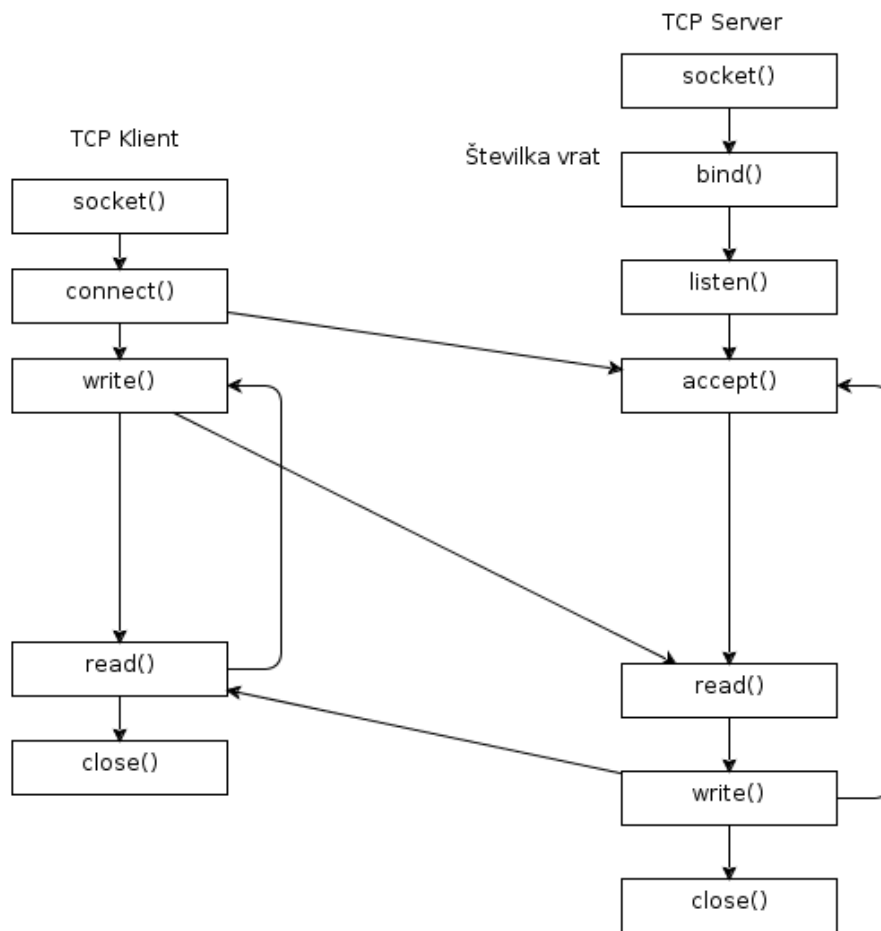 TCP Server
socket()
TCP Klient
Številka vrat
bind()
socket()
connect()
listen()
write()
accept()
read()
read()
close()
write()
close()